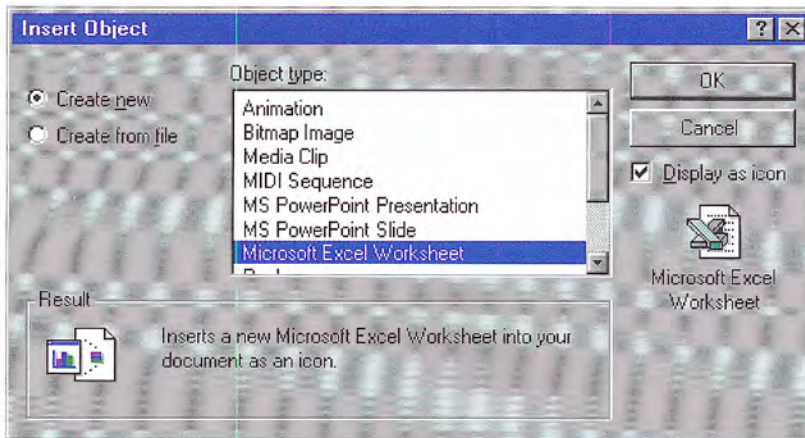 Insert Object
Create new
Create from file
Object type:
Animation
Bitmap Image
Media Clip
MIDI Sequence
MS PowerPoint Presentation
MS PowerPoint Slide
Microsoft Excel Worksheet
OK
Cancel
Display as icon
Microsoft Excel
Worksheet
Result
Inserts a new Microsoft Excel Worksheet into your
document as an icon.